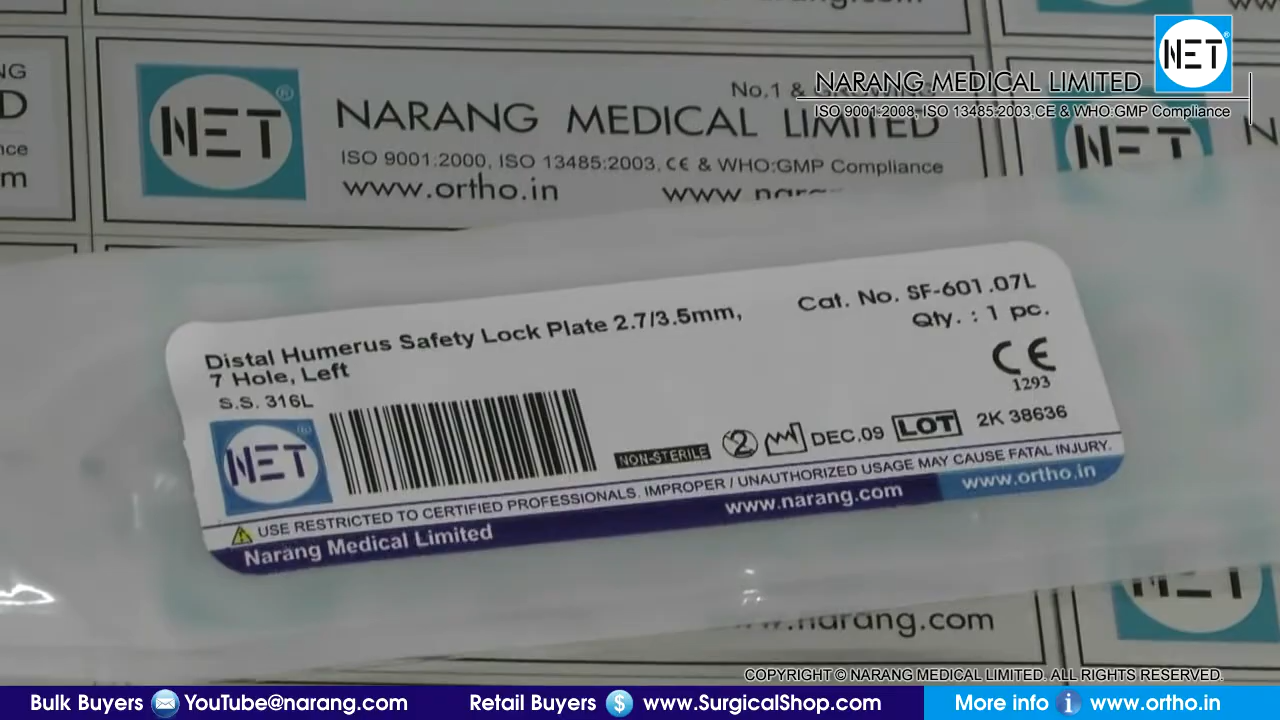 NET
NARANG MEDICAL LIMITED
ISO 9001:2008, ISO 13485:2003,CE & WHO:GMP Compliance
No.1 &
NET
NARANG MEDICAL LIMITED
ISO 9001:2000, ISO 13485:2003, CE & WHO:GMP Compliance
www.ortho.in
NET
Distal Humerus Safety Lock Plate 2.7/3.5mm,
7 Hole, Left
S.S. 316L
Cat. No. SF-601.07L
Qty. : 1 pc.
CE
1293
NET
NON-STERILE 2 DEC.09 LOT 2K 38636
USE RESTRICTED TO CERTIFIED PROFESSIONALS. IMPROPER / UNAUTHORIZED USAGE MAY CAUSE FATAL INJURY.
Narang Medical Limited www.narang.com www.ortho.in
.narang.com
NET
COPYRIGHT © NARANG MEDICAL LIMITED. ALL RIGHTS RESERVED.
Bulk Buyers YouTube@narang.com Retail Buyers $ www.SurgicalShop.com More info i www.ortho.in